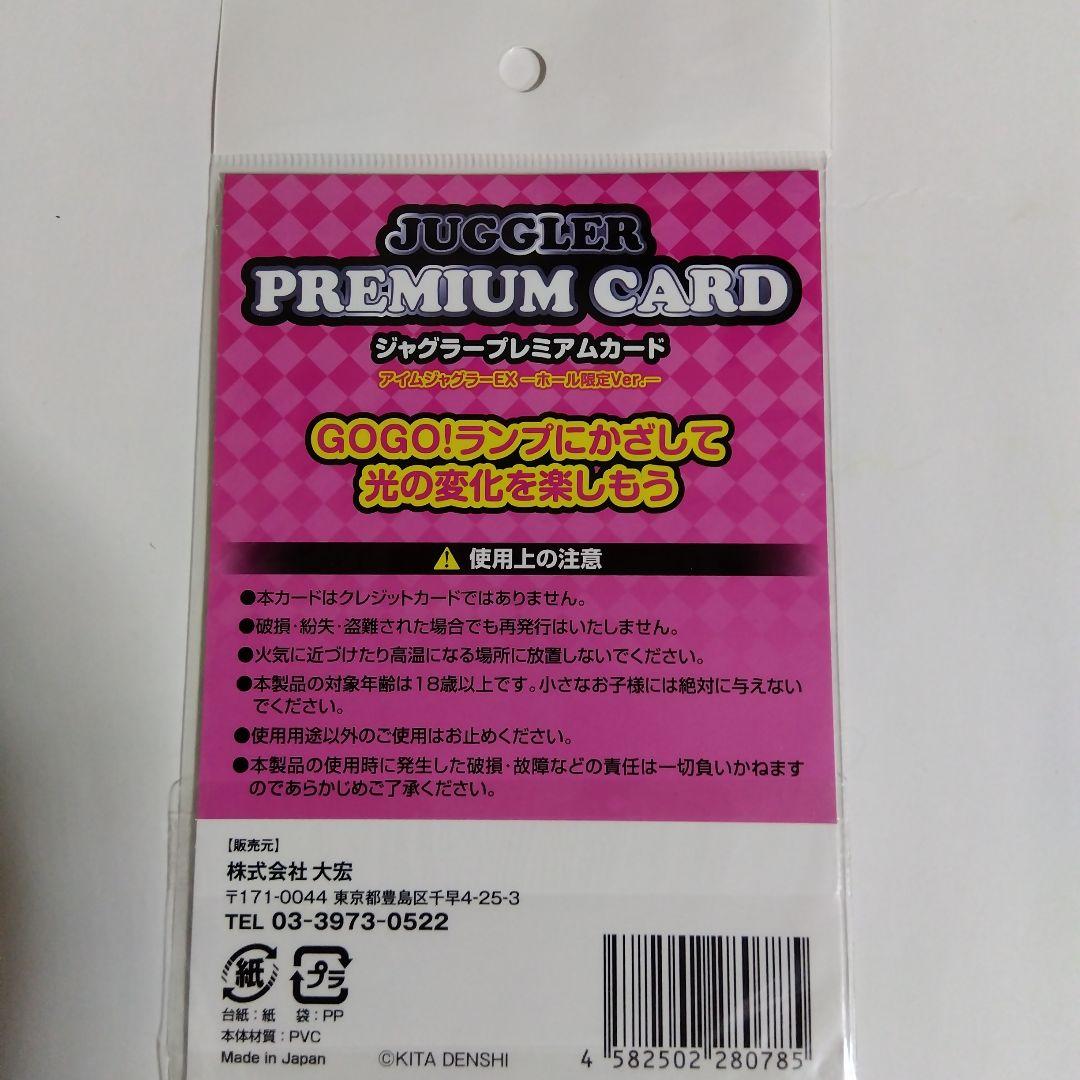 JUGGLER
PREMIUM CARD
ジャグラープレミアムカード
アイムジャグラーEX ーホール限定Ver.ー
GOGO!ランプにかざして
光の変化を楽しもう
使用上の注意
●本カードはクレジットカードではありません。
●破損・紛失・盗難された場合でも再発行はいたしません。
●火気に近づけたり高温になる場所に放置しないでください。
●本製品の対象年齢は18歳以上です。小さなお子様には絶対に与えない
でください。
●使用用途以外のご使用はお止めください。
●本製品の使用時に発生した破損・故障などの責任は一切負いかねます
のであらかじめご了承ください。
【販売元】
株式会社 大宏
〒171-0044 東京都豊島区千早4-25-3
TEL 03-3973-0522
紙 プラ
台紙：紙 袋：PP
本体材質：PVC
Made in Japan ©KITA DENSHI 4 582502 280785